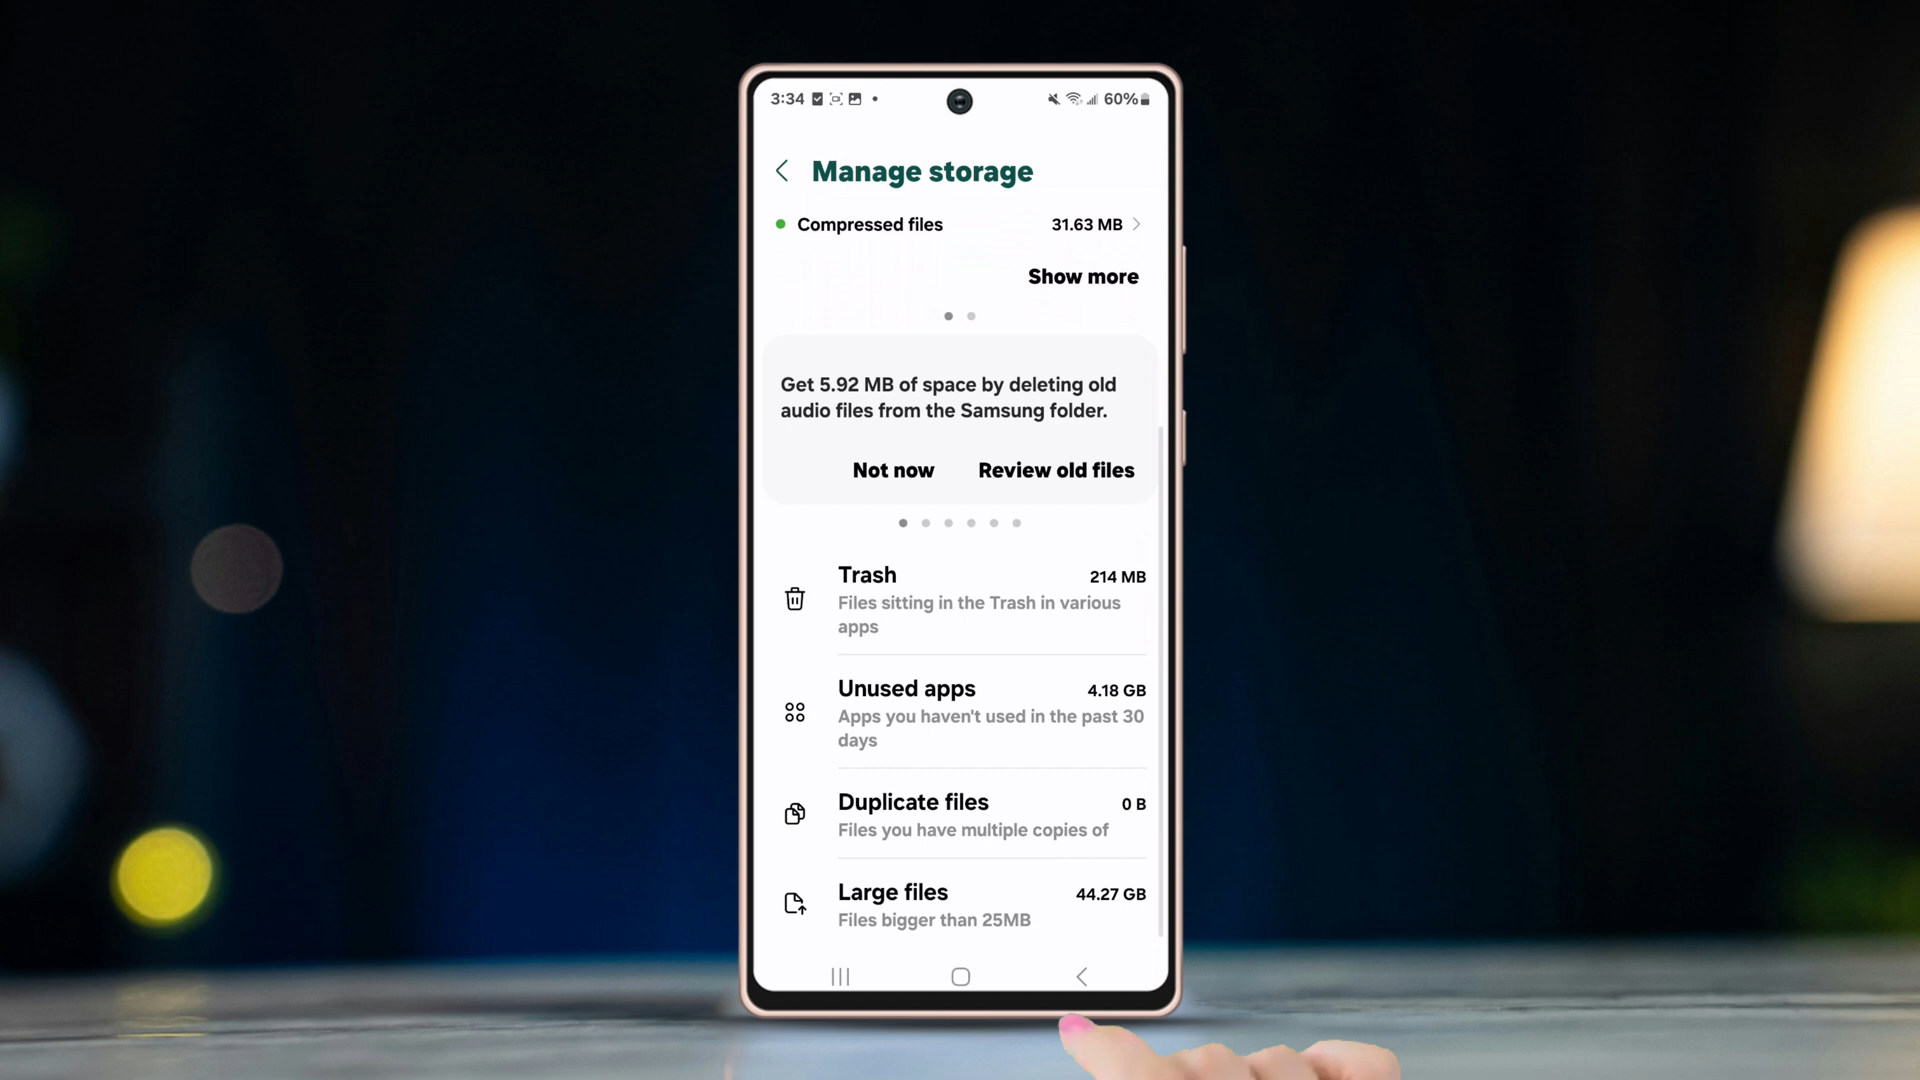 3:34
60%
Manage storage
Compressed files 31.63 MB
Show more
Get 5.92 MB of space by deleting old
audio files from the Samsung folder.
Not now Review old files
Trash 214 MB
Files sitting in the Trash in various
apps
Unused apps 4.18 GB
Apps you haven't used in the past 30
days
Duplicate files 0 B
Files you have multiple copies of
Large files 44.27 GB
Files bigger than 25MB